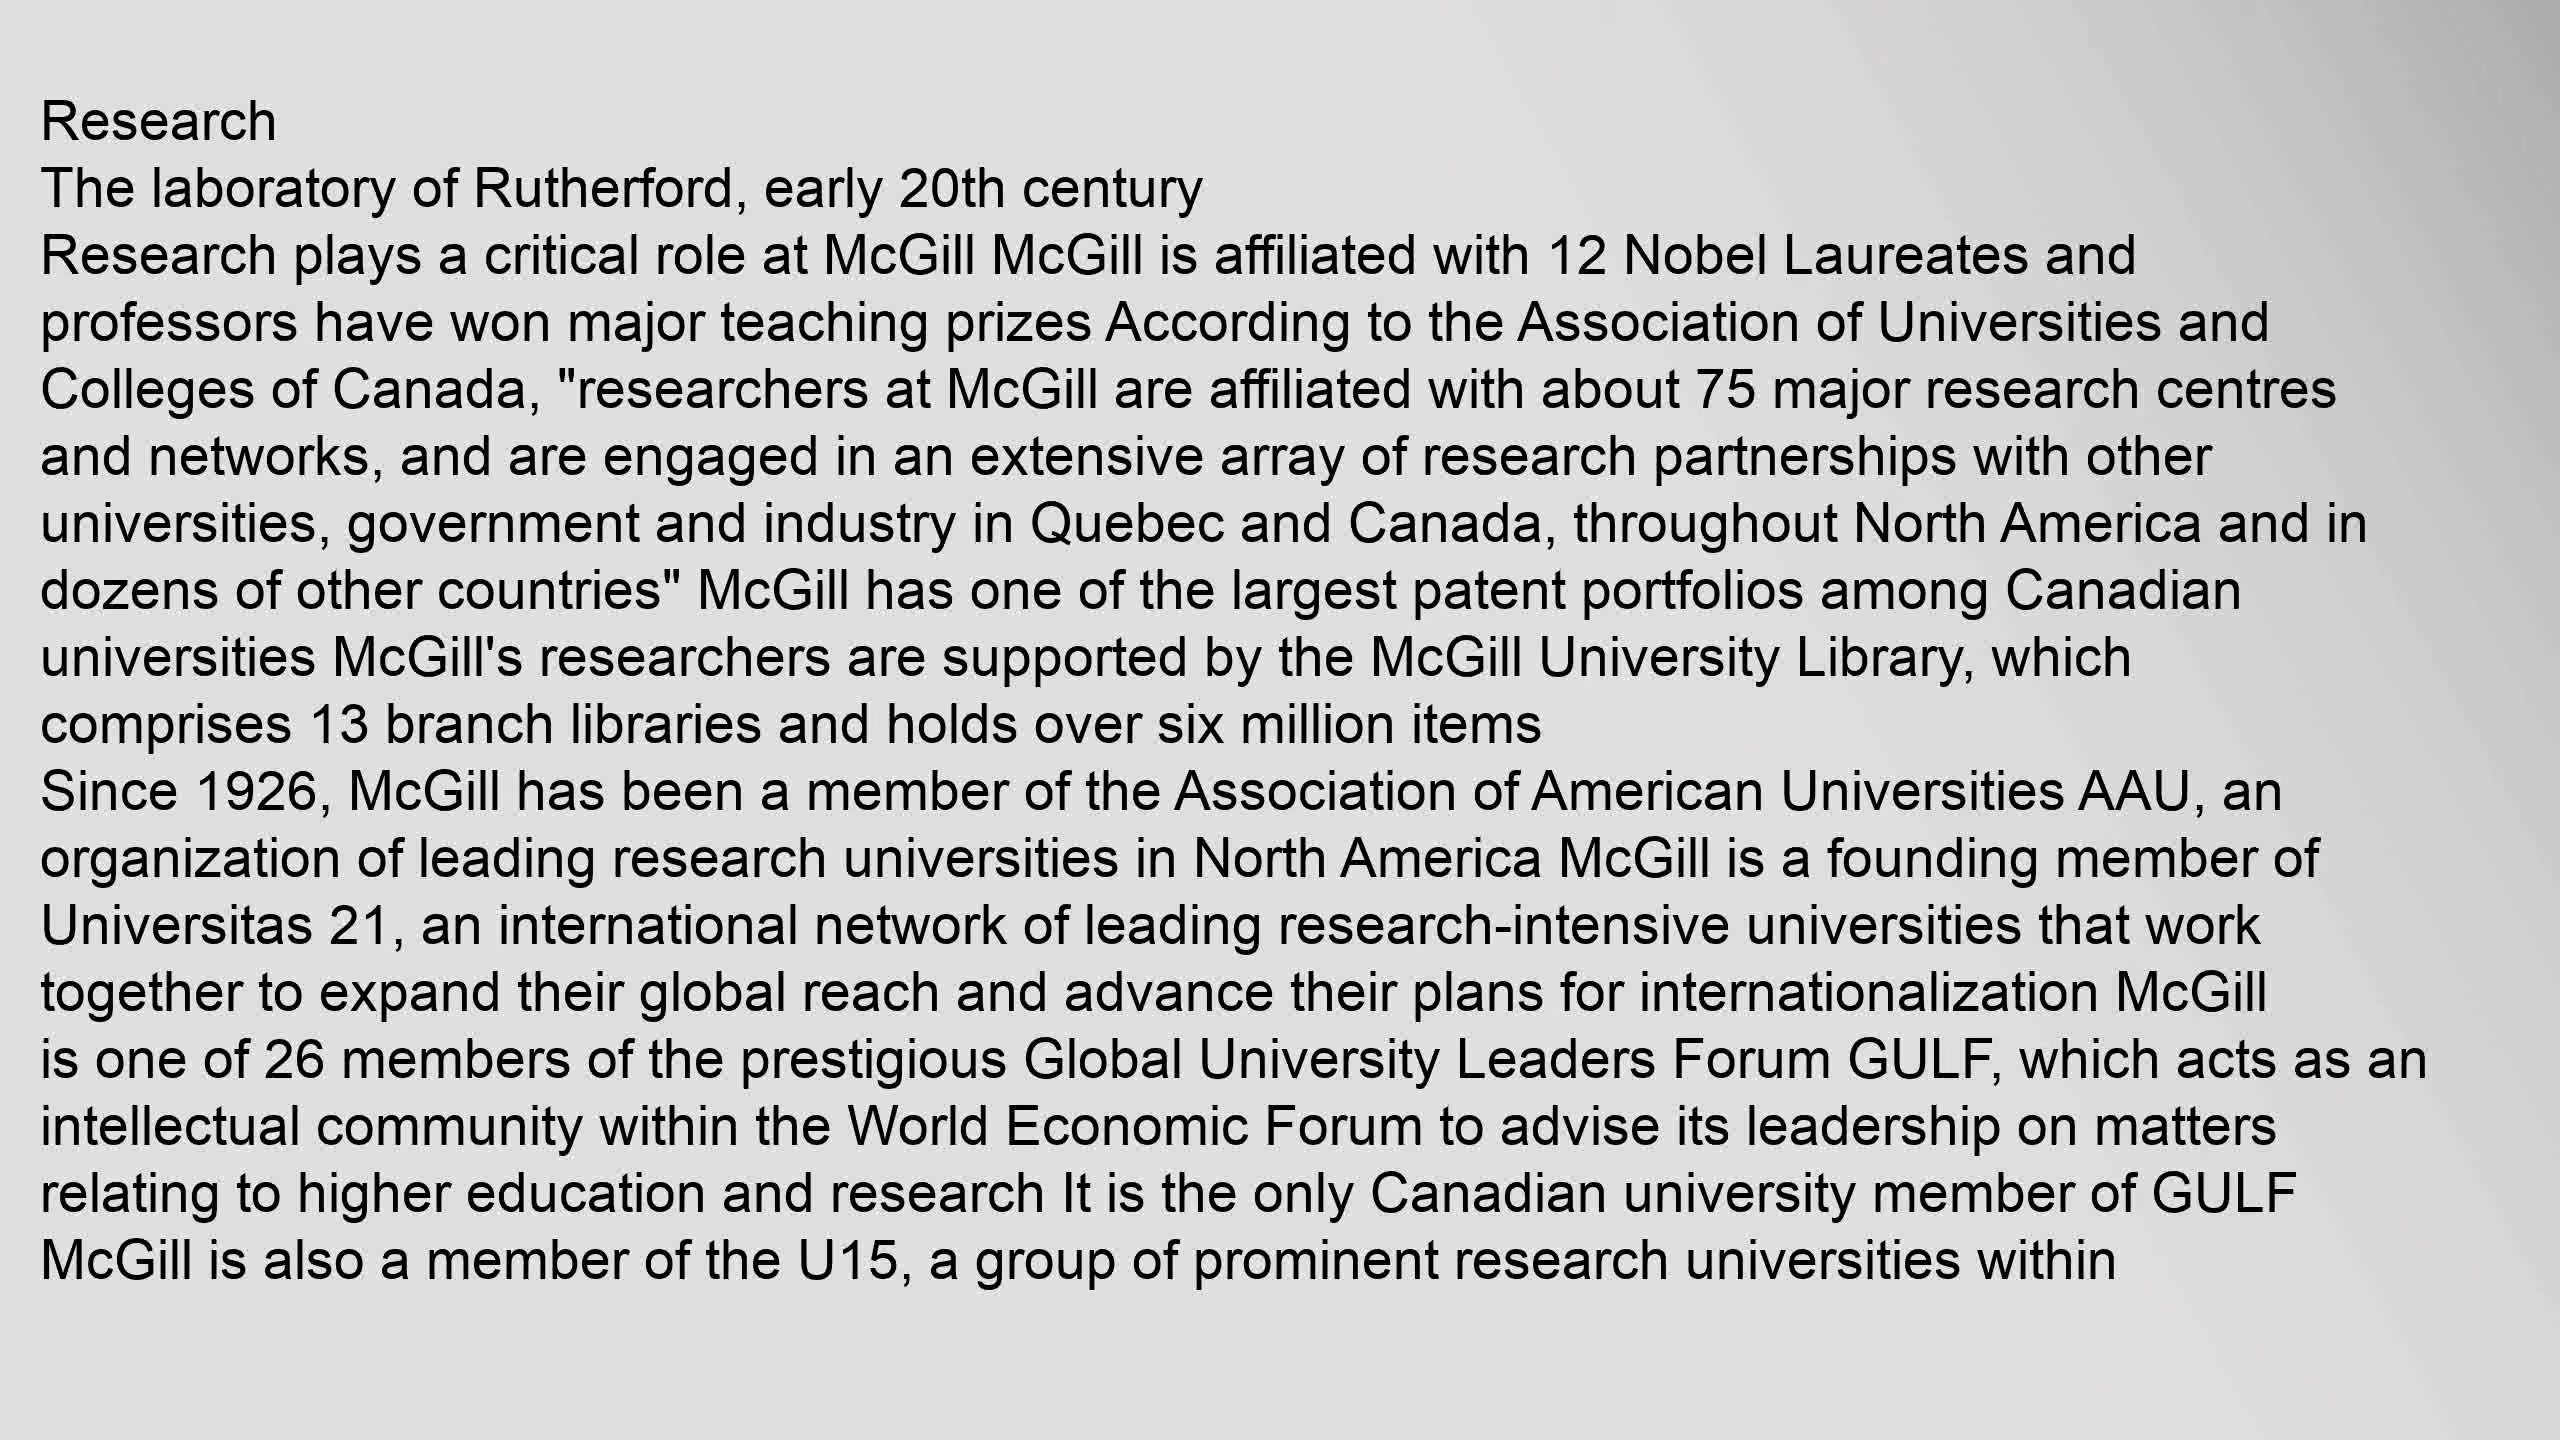 Research
The laboratory of Rutherford, early 20th century
Research plays a critical role at McGill McGill is affiliated with 12 Nobel Laureates and
professors have won major teaching prizes According to the Association of Universities and
Colleges of Canada, "researchers at McGill are affiliated with about 75 major research centres
and networks, and are engaged in an extensive array of research partnerships with other
universities, government and industry in Quebec and Canada, throughout North America and in
dozens of other countries" McGill has one of the largest patent portfolios among Canadian
universities McGill's researchers are supported by the McGill University Library, which
comprises 13 branch libraries and holds over six million items
Since 1926, McGill has been a member of the Association of American Universities AAU, an
organization of leading research universities in North America McGill is a founding member of
Universitas 21, an international network of leading research-intensive universities that work
together to expand their global reach and advance their plans for internationalization McGill
is one of 26 members of the prestigious Global University Leaders Forum GULF, which acts as an
intellectual community within the World Economic Forum to advise its leadership on matters
relating to higher education and research It is the only Canadian university member of GULF
McGill is also a member of the U15, a group of prominent research universities within